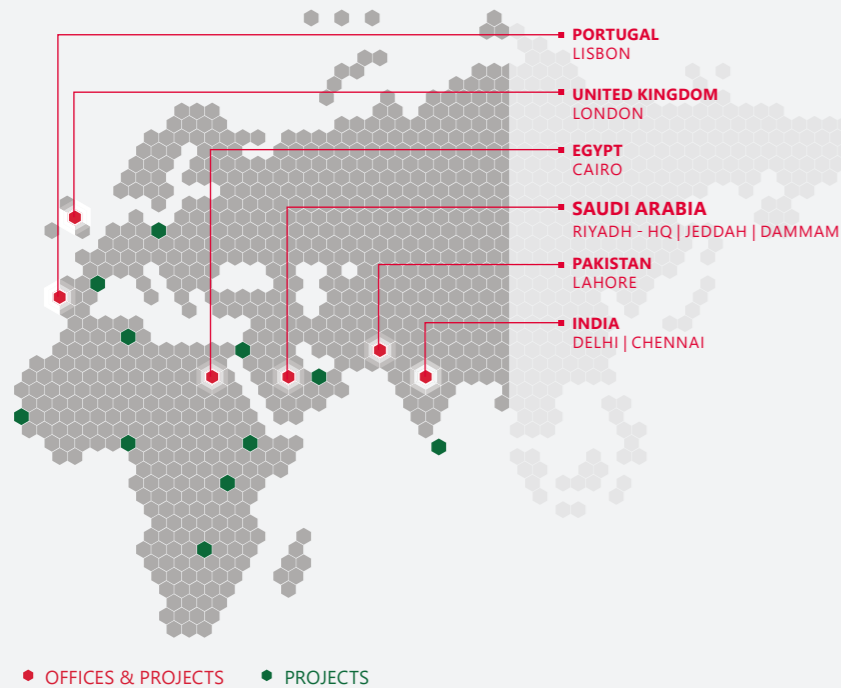 PORTUGAL
LISBON
UNITED KINGDOM
LONDON
EGYPT
CAIRO
SAUDI ARABIA
RIYADH - HQ | JEDDAH | DAMMAM
PAKISTAN
LAHORE
INDIA
DELHI | CHENNAI
OFFICES & PROJECTS
PROJECTS